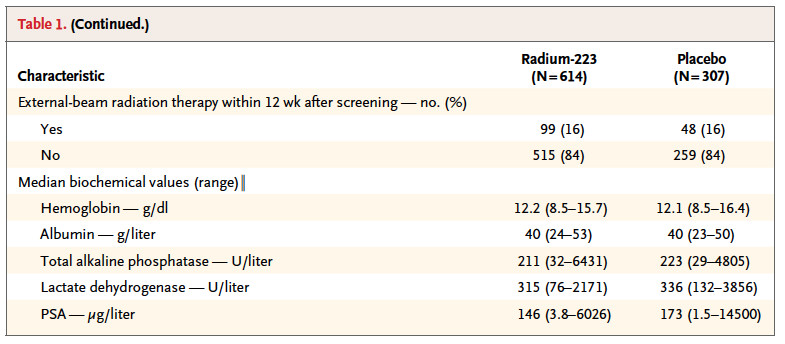 Table 1. (Continued.)
Characteristic Radium-223 (N=614) Placebo (N=307)
External-beam radiation therapy within 12 wk after screening — no. (%)
Yes 99 (16) 48 (16)
No 515 (84) 259 (84)
Median biochemical values (range)‖
Hemoglobin — g/dl 12.2 (8.5–15.7) 12.1 (8.5–16.4)
Albumin — g/liter 40 (24–53) 40 (23–50)
Total alkaline phosphatase — U/liter 211 (32–6431) 223 (29–4805)
Lactate dehydrogenase — U/liter 315 (76–2171) 336 (132–3856)
PSA — μg/liter 146 (3.8–6026) 173 (1.5–14500)